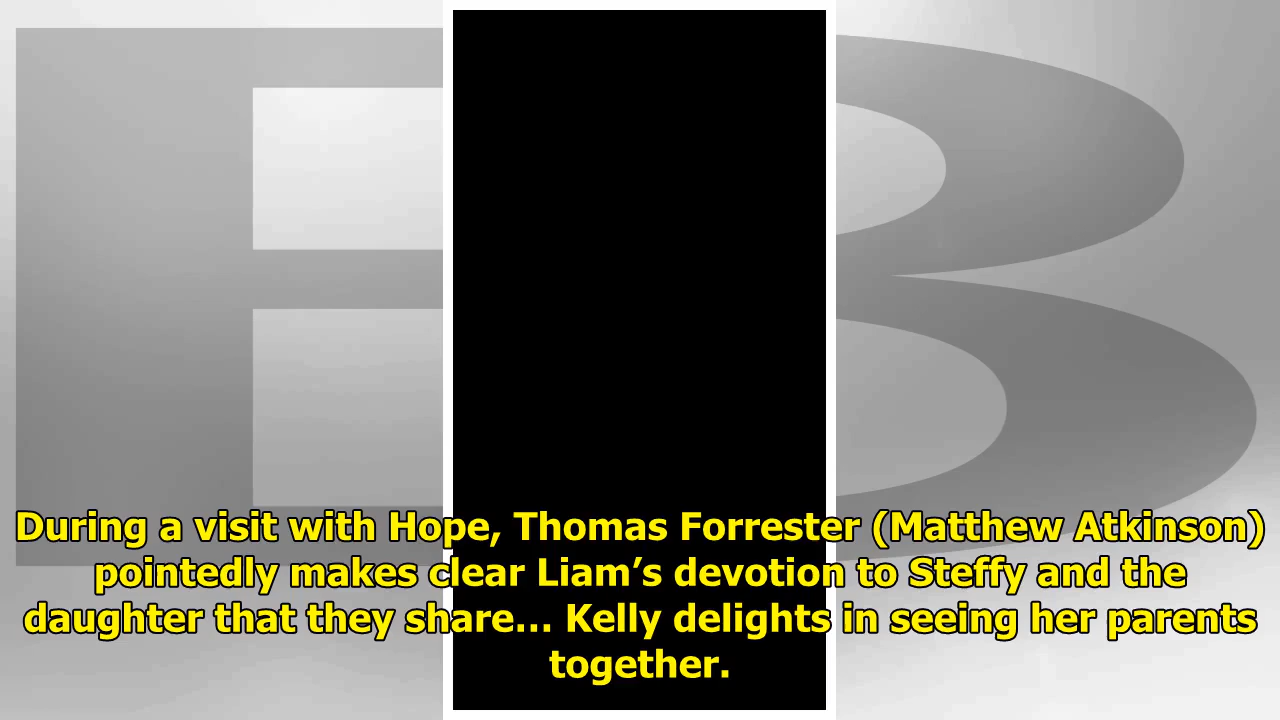 During a visit with Hope, Thomas Forrester (Matthew Atkinson)
pointedly makes clear Liam’s devotion to Steffy and the
daughter that they share... Kelly delights in seeing her parents
together.